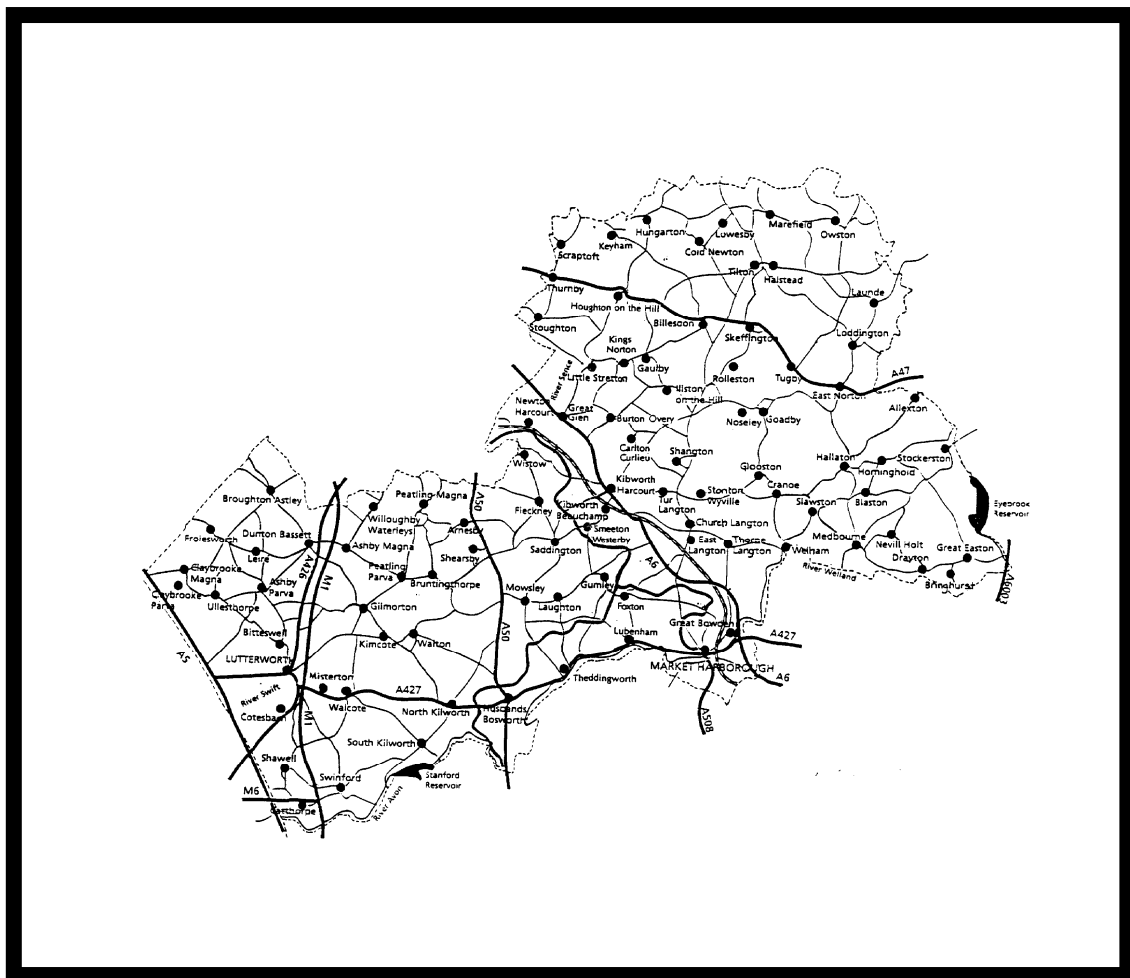 Hungarton
Lowesby
Marefield
Owston
Keyham
Cold Newton
Scraptoft
Tilton
Halstead
Thurnby
Launde
Houghton on the Hill
Stoughton
Billesdon
Skeffington
Loddington
Kings
Norton
Gaulby
Little Stretton
River Sence
Rolleston
Tugby
A47
East Norton
Illston
on the Hill
Allexton
Great
Glen
Burton Overy
Noseley
Goadby
Harcourt
Carlton
Curlieu
Shangton
Wistow
Hallaton
Stockerston
Horninghold
Glooston
Cranoe
Kibworth
Harcourt
Tur
Langton
Stonton
Wyville
Slawston
Blaston
Eyebrook
Reservoir
Broughton Astley
Peatling Magna
A50
Willoughby
Waterleys
Fleckney
Kibworth
Beauchamp
Smeeton
Westerby
Church Langton
East
Langton
Thorpe
Langton
Welham
Medbourne
Nevill Holt
Drayton
Great Easton
Bringhurst
River Welland
A6003
Frolesworth
Dunton Bassett
Leire
Ashby Magna
Arnesby
Shearsby
Saddington
A6
Claybrooke
Magna
Claybrooke
Parva
Ullesthorpe
Ashby
Parva
A426
M1
Peatling
Parva
Bruntingthorpe
Mowsley
Laughton
Gumley
Foxton
Gilmorton
Great Bowden
A427
Bitteswell
A5
Kimcote
Walton
A50
Lubenham
LUTTERWORTH
MARKET HARBOROUGH
A6
Theddingworth
Misterton
A427
River Swift
Cotesbach
Walcote
M1
North Kilworth
Husbands
Bosworth
A508
South Kilworth
Shawell
Swinford
Stanford
Reservoir
M6
River Avon